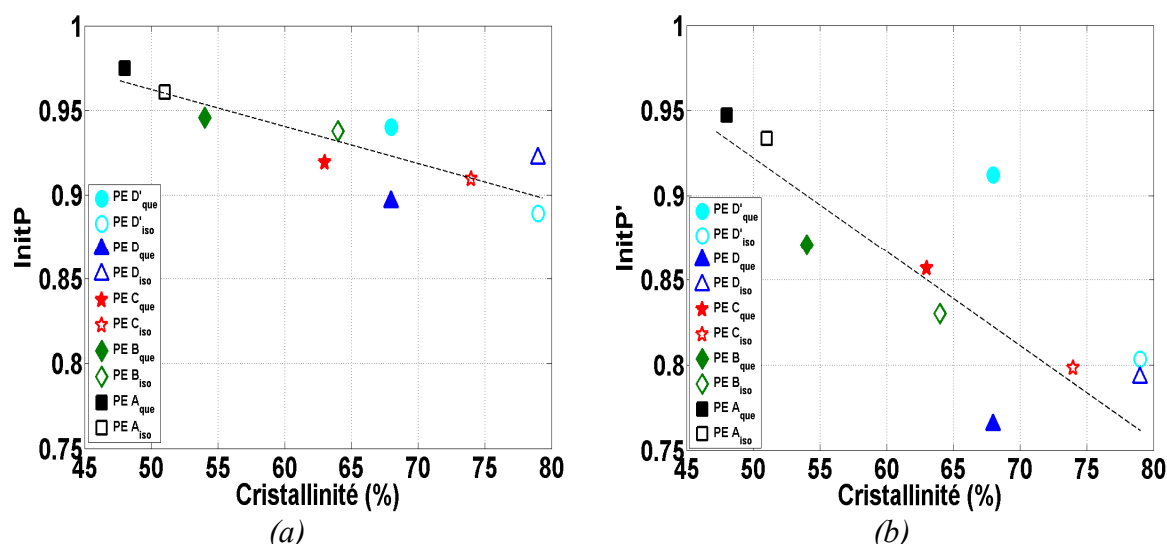 1
0.95
0.9
0.85
0.8
0.75
InitP
PE D'que
PE D'iso
PE Dque
PE Diso
PE Cque
PE Ciso
PE Bque
PE Biso
PE Aque
PE Aiso
45 50 55 60 65 70 75 80
Cristallinité (%)
(a)
1
0.95
0.9
0.85
0.8
0.75
InitP'
PE D'que
PE D'iso
PE Dque
PE Diso
PE Cque
PE Ciso
PE Bque
PE Biso
PE Aque
PE Aiso
45 50 55 60 65 70 75 80
Cristallinité (%)
(b)